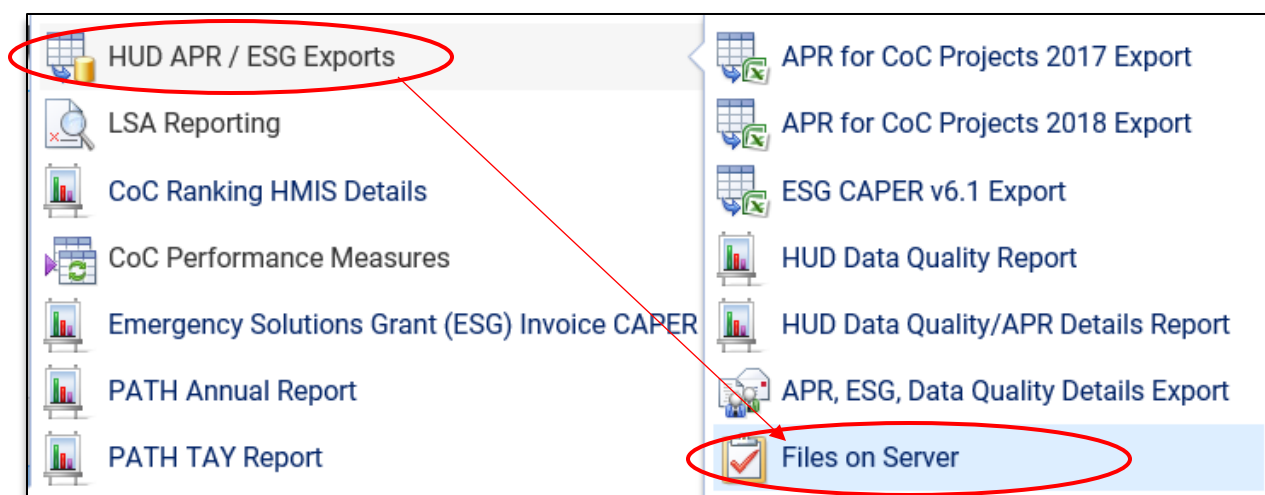 HUD APR / ESG Exports
LSA Reporting
CoC Ranking HMIS Details
CoC Performance Measures
Emergency Solutions Grant (ESG) Invoice CAPER
PATH Annual Report
PATH TAY Report
APR for CoC Projects 2017 Export
APR for CoC Projects 2018 Export
ESG CAPER v6.1 Export
HUD Data Quality Report
HUD Data Quality/APR Details Report
APR, ESG, Data Quality Details Export
Files on Server